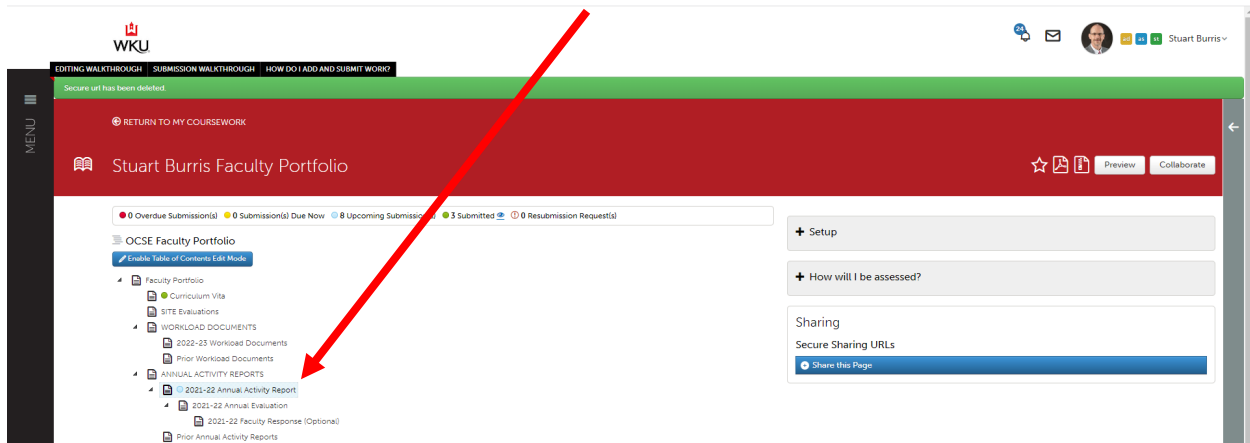 24
WKU
ad as st Stuart Burris
EDITING WALKTHROUGH SUBMISSION WALKTHROUGH HOW DO I ADD AND SUBMIT WORK?
Secure url has been deleted.
MENU
RETURN TO MY COURSEWORK
Stuart Burris Faculty Portfolio
Preview Collaborate
0 Overdue Submission(s) 0 Submission(s) Due Now 8 Upcoming 3 Submitted 0 Resubmission Request(s)
OCSE Faculty Portfolio
Enable Table of Contents Edit Mode
Faculty Portfolio
Curriculum Vita
SITE Evaluations
WORKLOAD DOCUMENTS
2022-23 Workload Documents
Prior Workload Documents
ANNUAL ACTIVITY REPORTS
2021-22 Annual Activity Report
2021-22 Annual Evaluation
2021-22 Faculty Response (Optional)
Prior Annual Activity Reports
+ Setup
+ How will I be assessed?
Sharing
Secure Sharing URLs
Share this Page